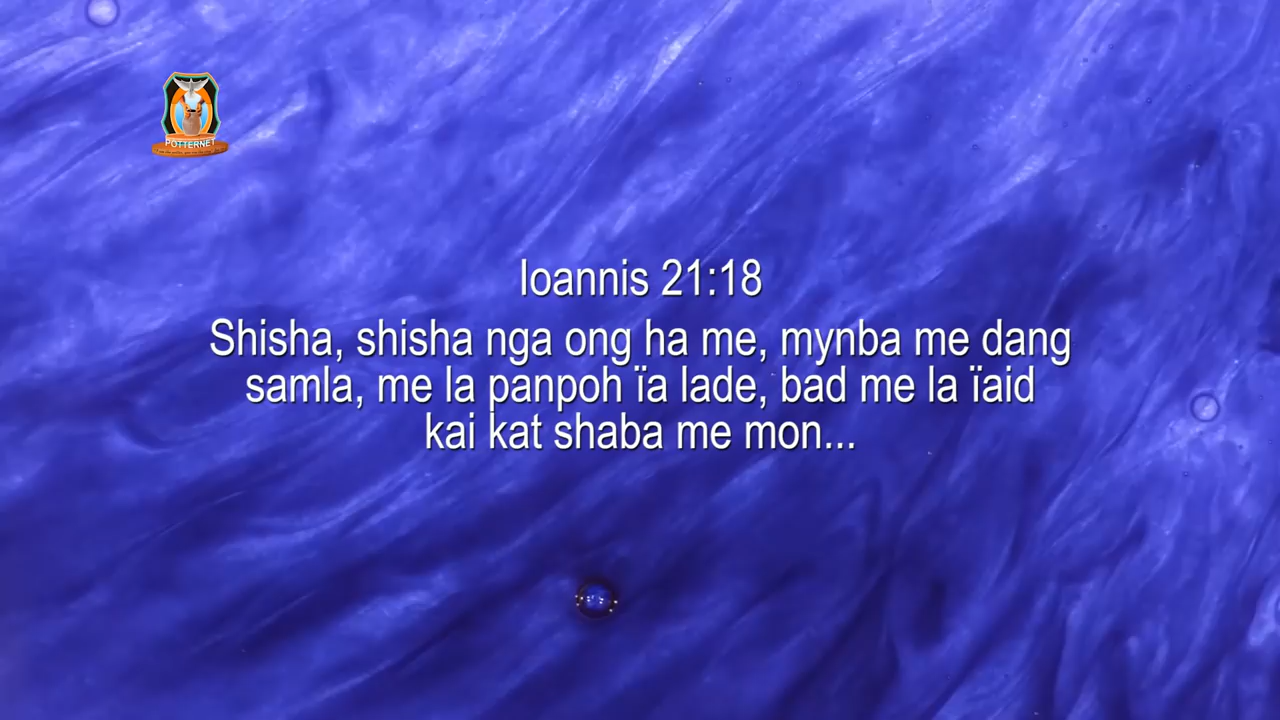 POTTERNET
Ioannis 21:18
Shisha, shisha nga ong ha me, mynba me dang
samla, me la panpoh ïa lade, bad me la ïaid
kai kat shaba me mon...